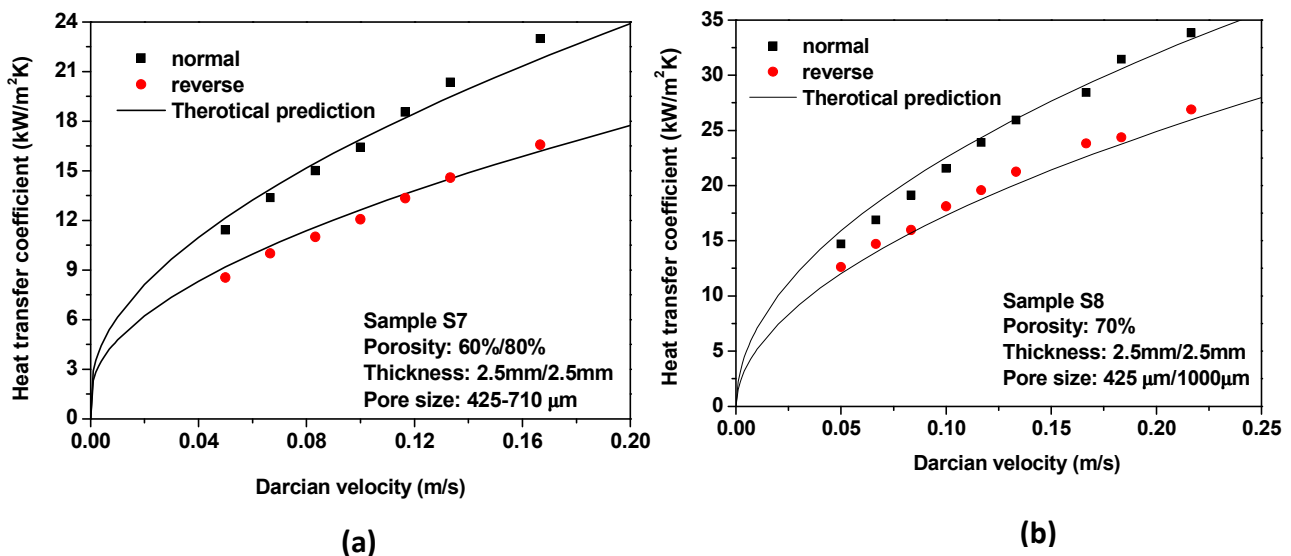 24
21
18
15
12
9
6
3
0
Heat transfer coefficient (kW/m²K)
normal
reverse
Therotical prediction
Sample S7
Porosity: 60%/80%
Thickness: 2.5mm/2.5mm
Pore size: 425-710 μm
0.00 0.04 0.08 0.12 0.16 0.20
Darcian velocity (m/s)
(a)
35
30
25
20
15
10
5
0
Heat transfer coefficient (kW/m²K)
normal
reverse
Therotical prediction
Sample S8
Porosity: 70%
Thickness: 2.5mm/2.5mm
Pore size: 425 μm/1000μm
0.00 0.05 0.10 0.15 0.20 0.25
Darcian velocity (m/s)
(b)